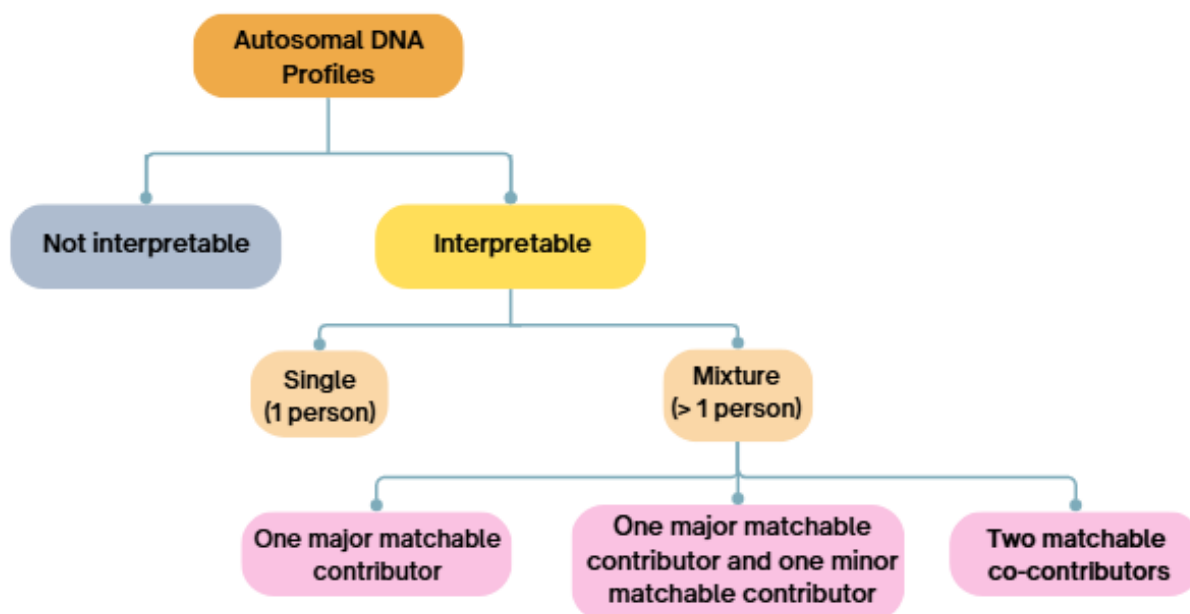 Autosomal DNA
Profiles
Not interpretable
Interpretable
Single
(1 person)
Mixture
(> 1 person)
One major matchable
contributor
One major matchable
contributor and one minor
matchable contributor
Two matchable
co-contributors